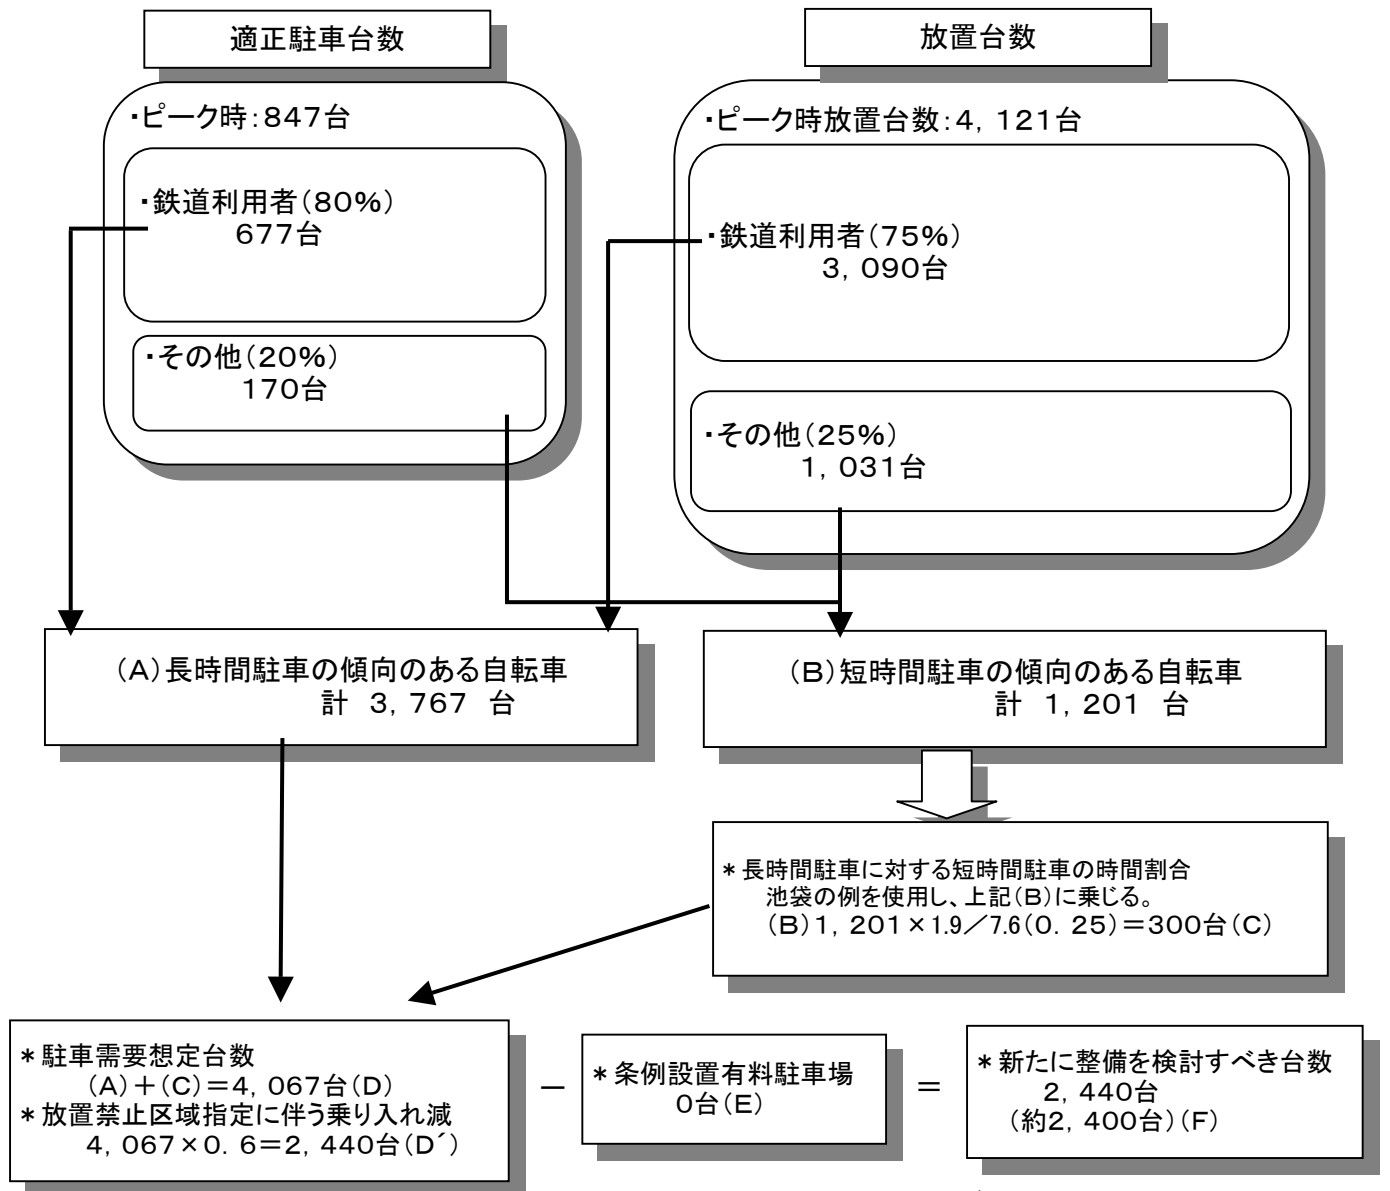 適正駐車台数
・ピーク時：847台
・鉄道利用者（80%）
677台
・その他（20%）
170台
放置台数
・ピーク時放置台数：4，121台
・鉄道利用者（75%）
3，090台
・その他（25%）
1，031台
（A）長時間駐車の傾向のある自転車
計　3，767　台
（B）短時間駐車の傾向のある自転車
計　1，201　台
＊長時間駐車に対する短時間駐車の時間割合
池袋の例を使用し、上記（B）に乗じる。
（B）1，201×1.9／7.6（0．25）＝300台（C）
＊駐車需要想定台数
（A）＋（C）＝4，067台（D）
＊放置禁止区域指定に伴う乗り入れ減
4，067×0．6＝2，440台（D´）
－
＊条例設置有料駐車場
0台（E）
＝
＊新たに整備を検討すべき台数
2，440台
（約2，400台）（F）